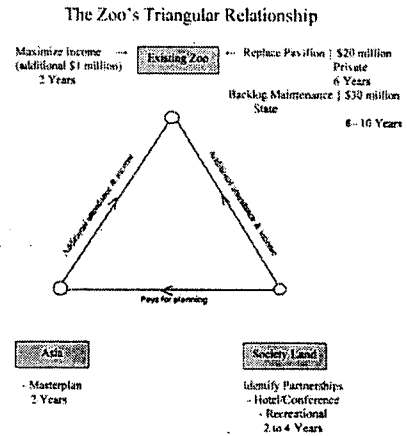 The Zoo's Triangular Relationship
Maximize Income
(additional $1 million)
2 Years
Existing Zoo
Replace Pavilion } $20 million
Private
6 Years
Backlog Maintenance } $30 million
State
8-10 Years
Additional attendance & income
Additional attendance & income
Pays for planning
Asia
- Masterplan
2 Years
Society Land
Identify Partnerships
- Hotel/Conference
- Recreational
2 to 4 Years